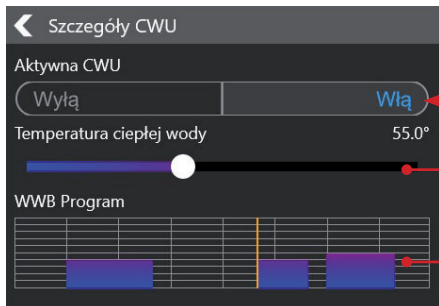 Szczegóły CWU
Aktywna CWU
Wyłą Włą
Temperatura ciepłej wody 55.0°
WWB Program